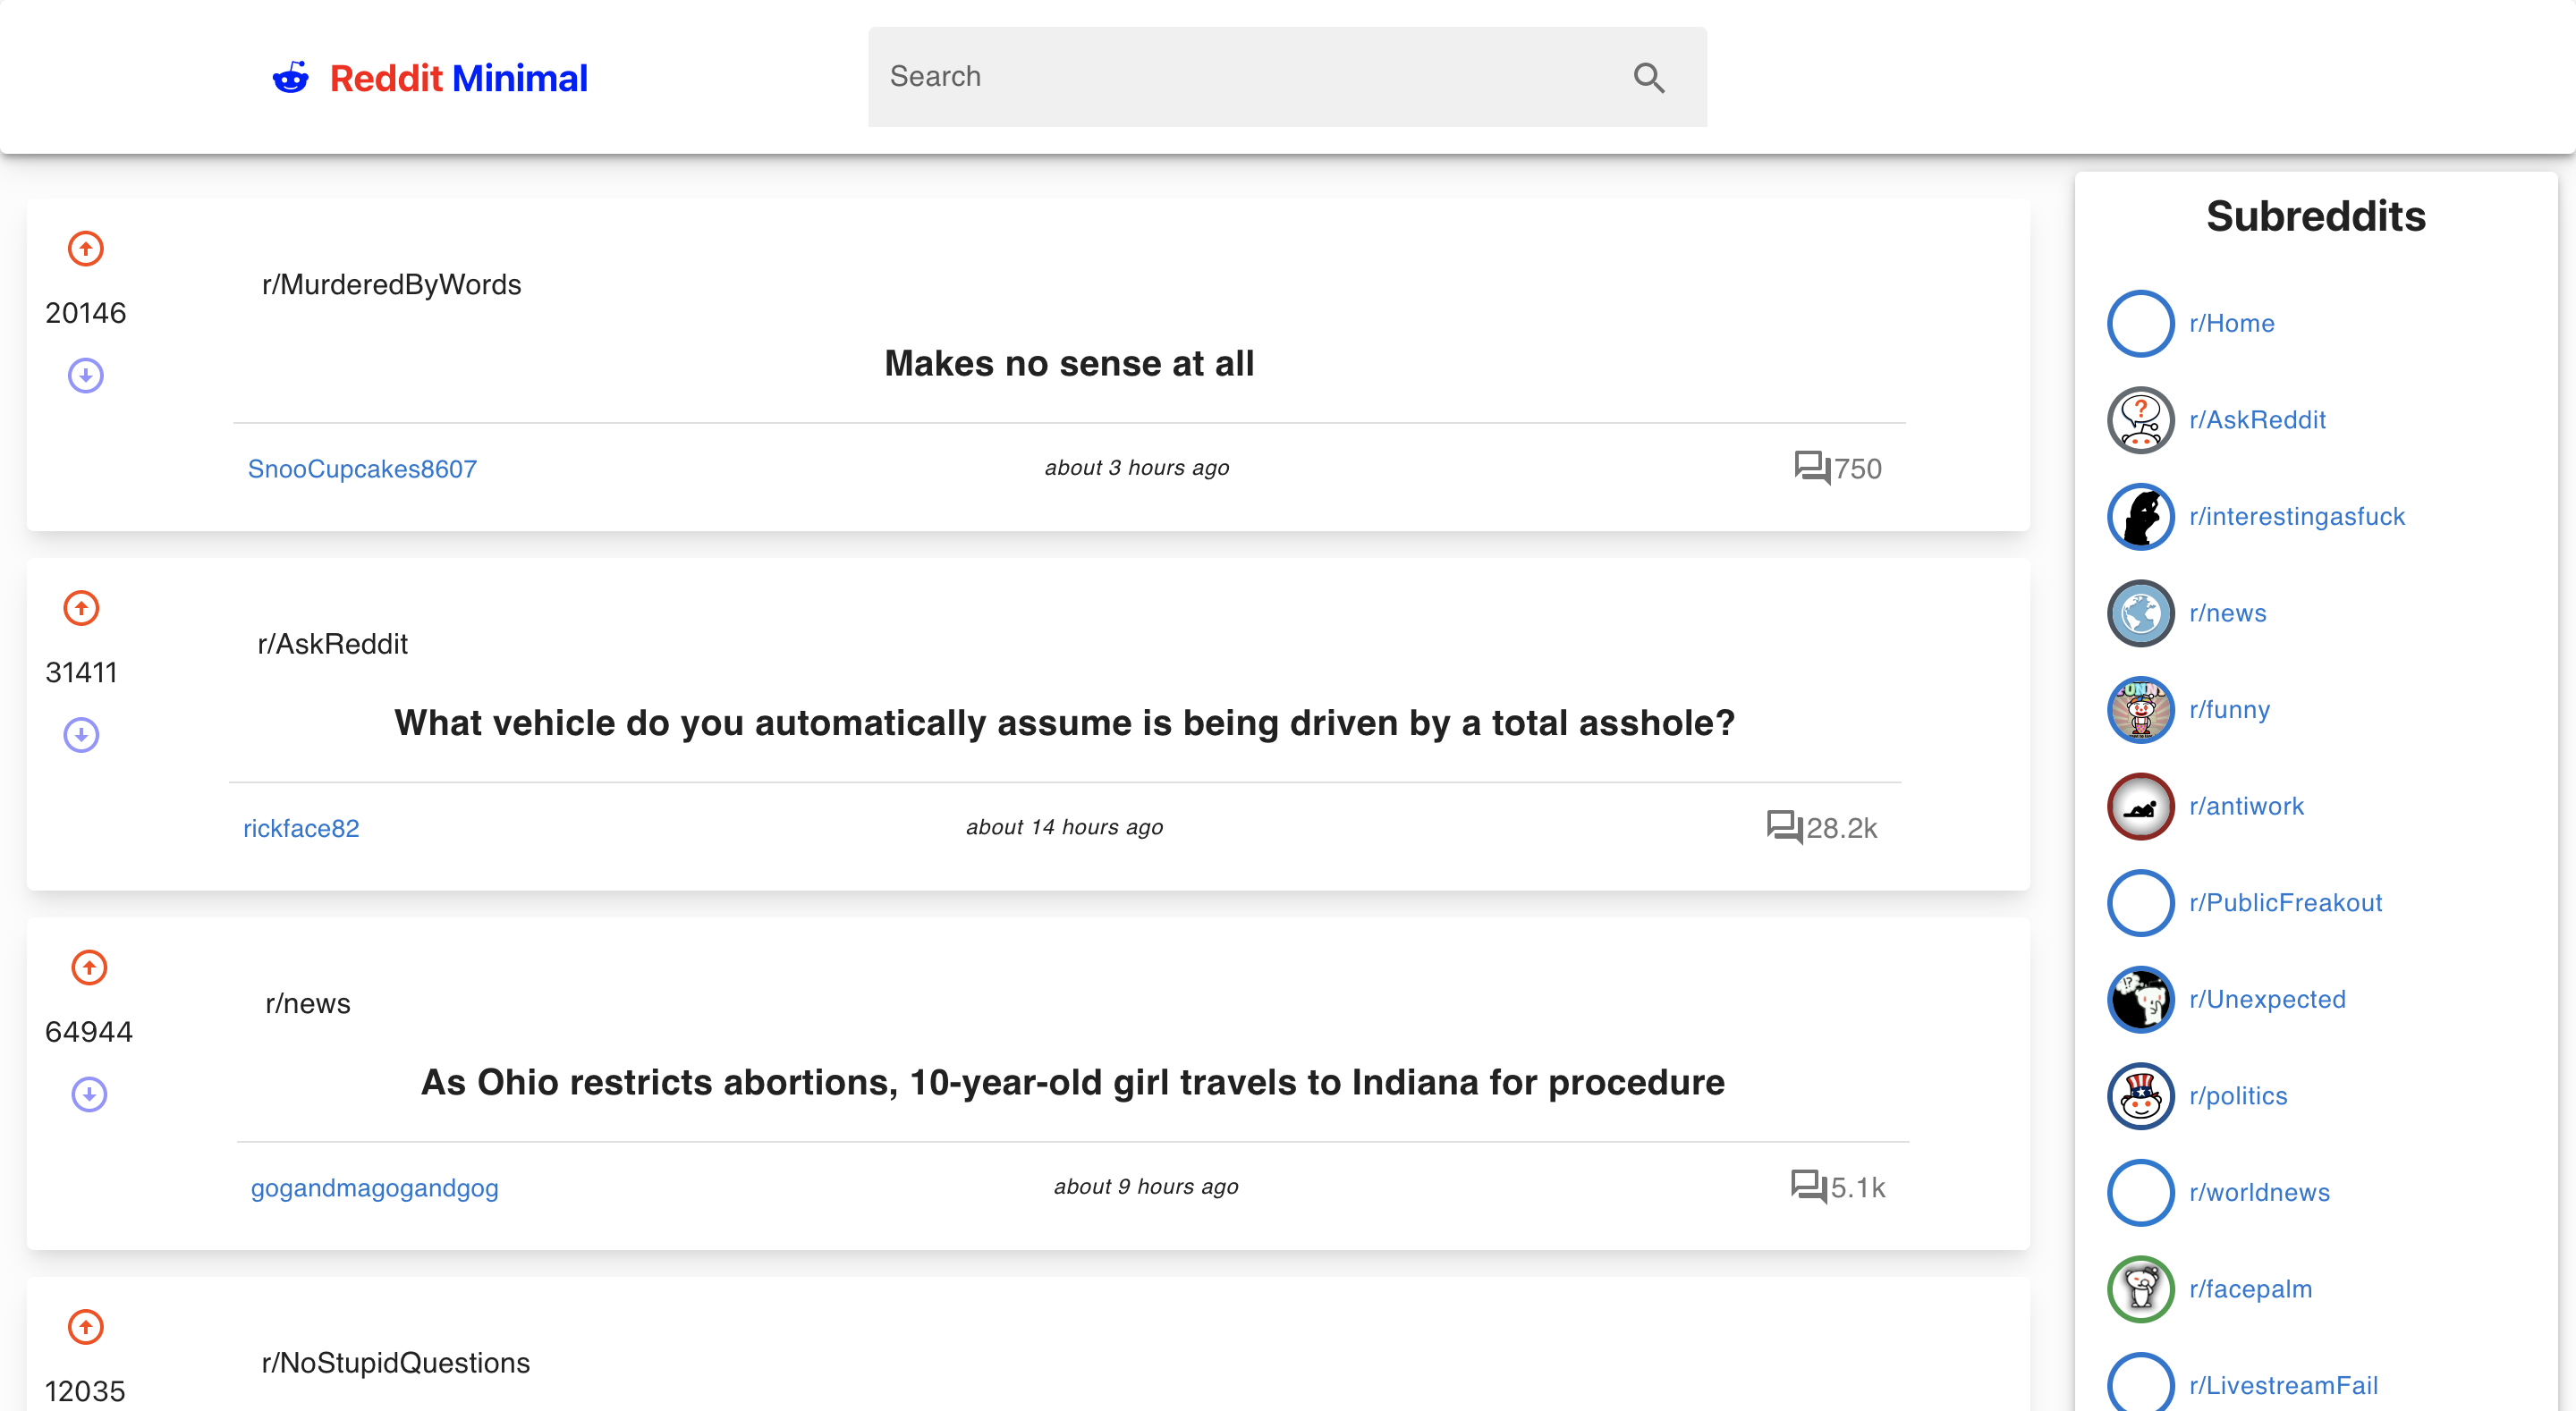 Reddit Minimal
Search
r/MurderedByWords
20146
Makes no sense at all
SnooCupcakes8607 about 3 hours ago 750
r/AskReddit
31411
What vehicle do you automatically assume is being driven by a total asshole?
rickface82 about 14 hours ago 28.2k
r/news
64944
As Ohio restricts abortions, 10-year-old girl travels to Indiana for procedure
gogandmagogandgog about 9 hours ago 5.1k
r/NoStupidQuestions
12035
Subreddits
r/Home
?
r/AskReddit
r/interestingasfuck
r/news
r/funny
r/antiwork
r/PublicFreakout
!?
r/Unexpected
r/politics
r/worldnews
r/facepalm
r/LivestreamFail